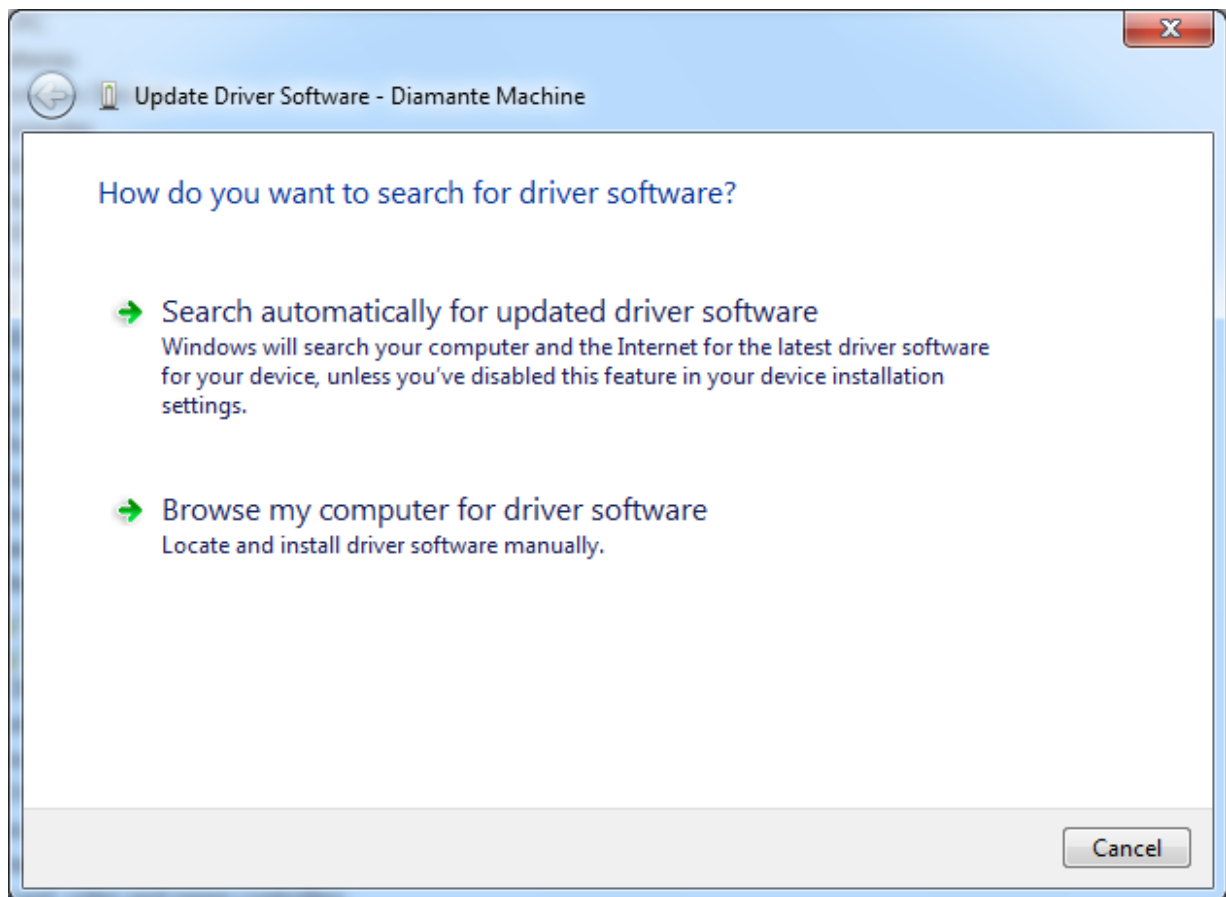 X
Update Driver Software - Diamante Machine
How do you want to search for driver software?
Search automatically for updated driver software
Windows will search your computer and the Internet for the latest driver software
for your device, unless you've disabled this feature in your device installation
settings.
Browse my computer for driver software
Locate and install driver software manually.
Cancel